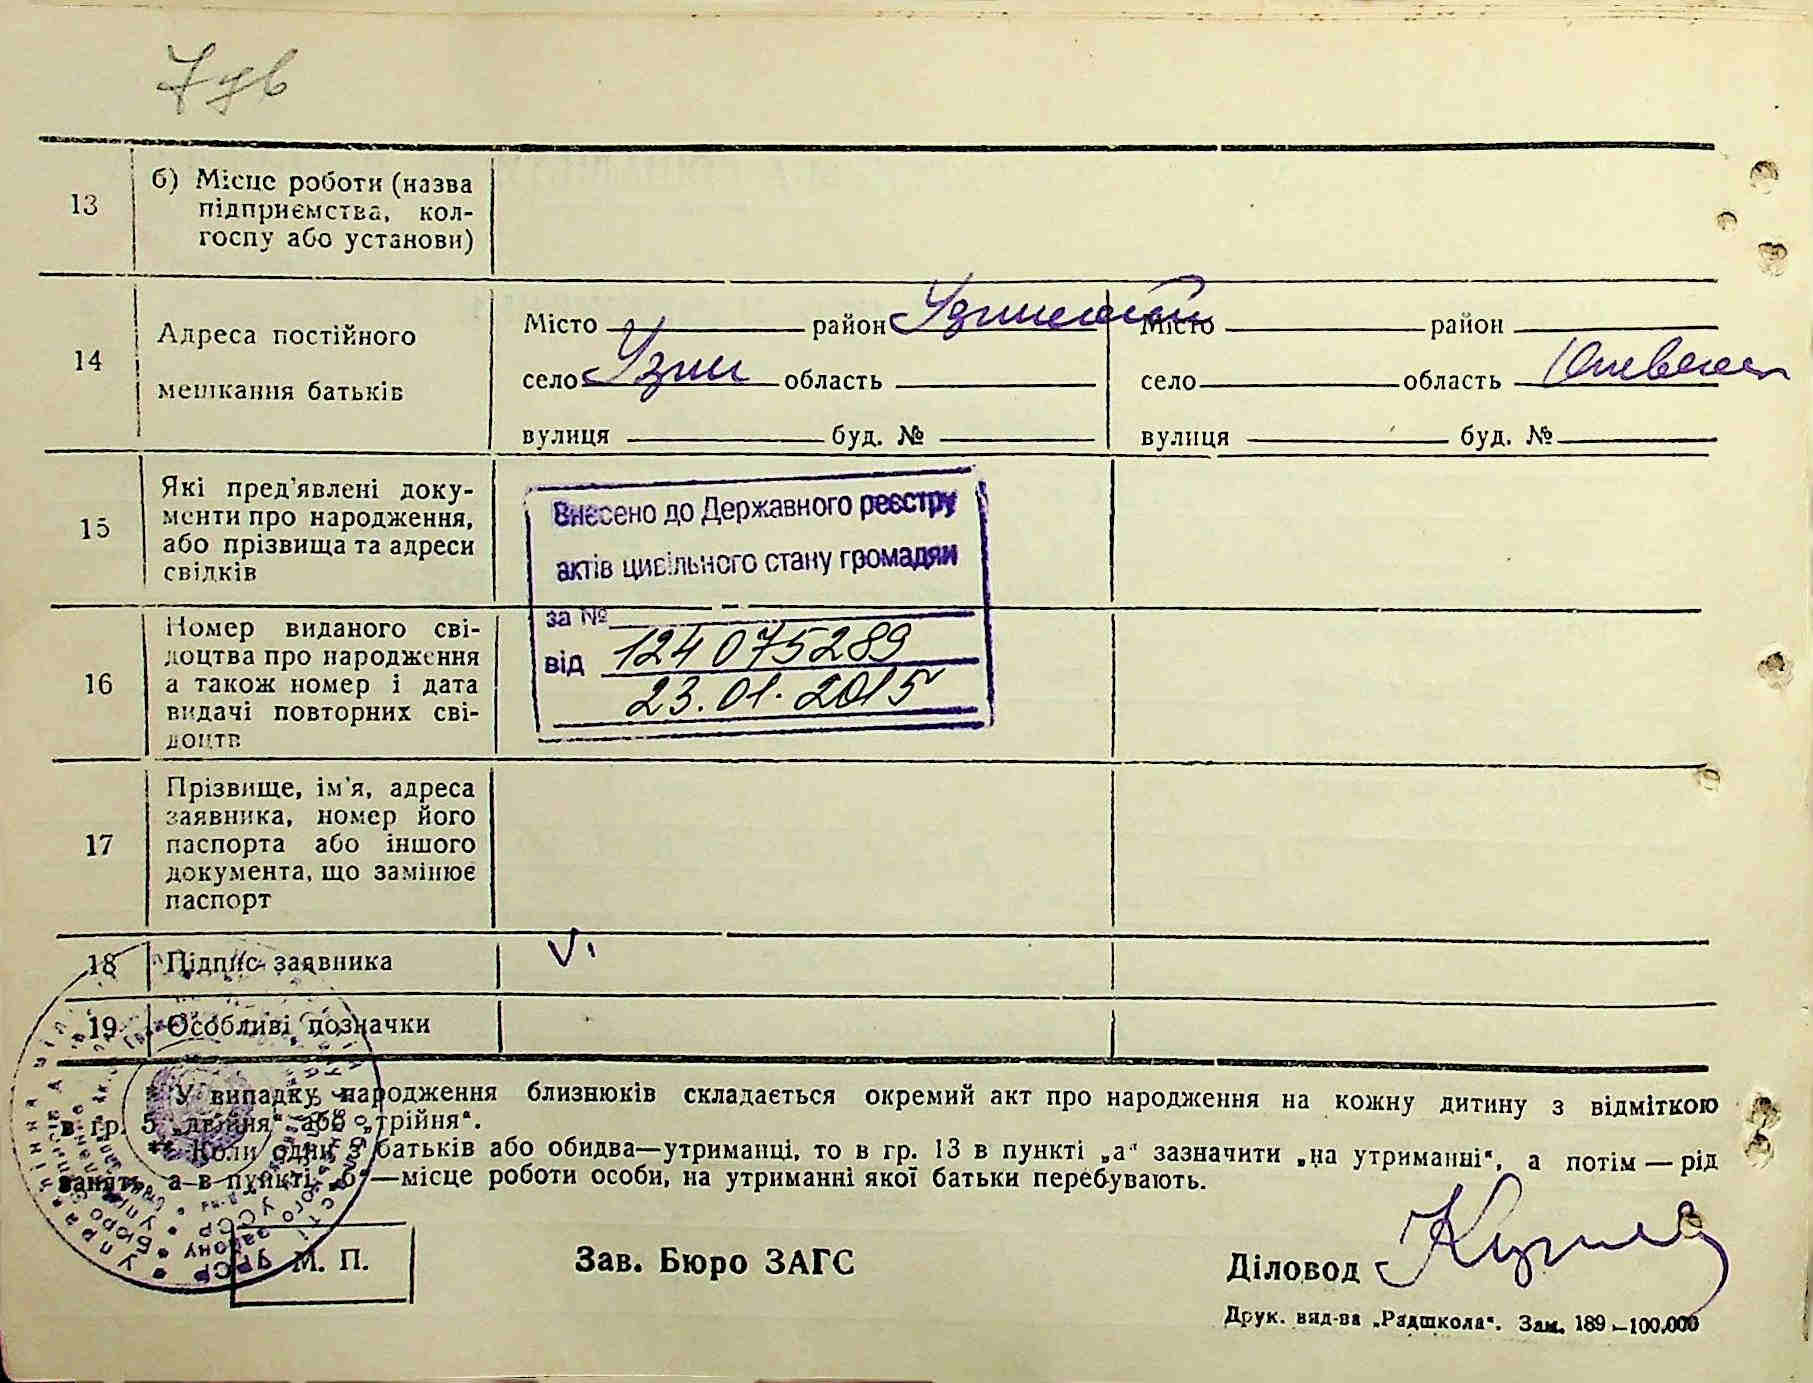 13
б) Місце роботи (назва
підприємства, кол-
госпу або установи)
14
Адреса постійного
мешкання батьків
Місто район Узинський Місто район
село Узин область село область Київська
вулиця буд. № вулиця буд. №
15
Які пред'явлені доку-
менти про народження,
або прізвища та адреси
свідків
Внесено до Державного реєстру
актів цивільного стану громадян
за №
від 124 075289
23.01.2015
16
Номер виданого сві-
доцтва про народження
а також номер і дата
видачі повторних сві-
доцтв
17
Прізвище, ім'я, адреса
заявника, номер його
паспорта або іншого
документа, що замінює
паспорт
18 Підпис заявника V
19 Особливі позначки
* У випадку народження близнюків складається окремий акт про народження на кожну дитину з відміткою
в гр. 5 „двійня“ або „трійня“.
** Коли один з батьків або обидва—утриманці, то в гр. 13 в пункті „а“ зазначити „на утриманні“, а потім — рід
занять, а в пункті „б“—місце роботи особи, на утриманні якої батьки перебувають.
М. П.
Зав. Бюро ЗАГС
Діловод
Друк. вид-ва „Радшкола“. Зам. 189—100.000